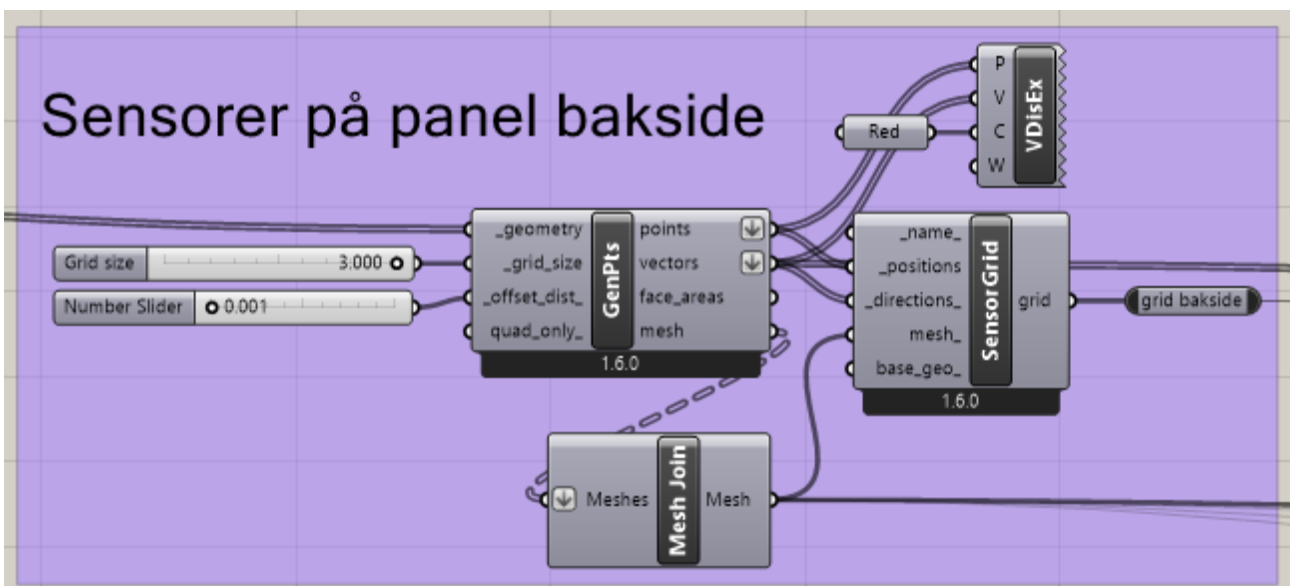 Sensorer på panel bakside
P
V
C
W
VDisEx
Red
_geometry
_grid_size
_offset_dist_
quad_only_
GenPts
points
vectors
face_areas
mesh
1.6.0
Grid size
3.000
Number Slider
0.001
_name_
_positions
_directions_
mesh_
base_geo_
SensorGrid
grid
1.6.0
grid bakside
Meshes
Mesh Join
Mesh